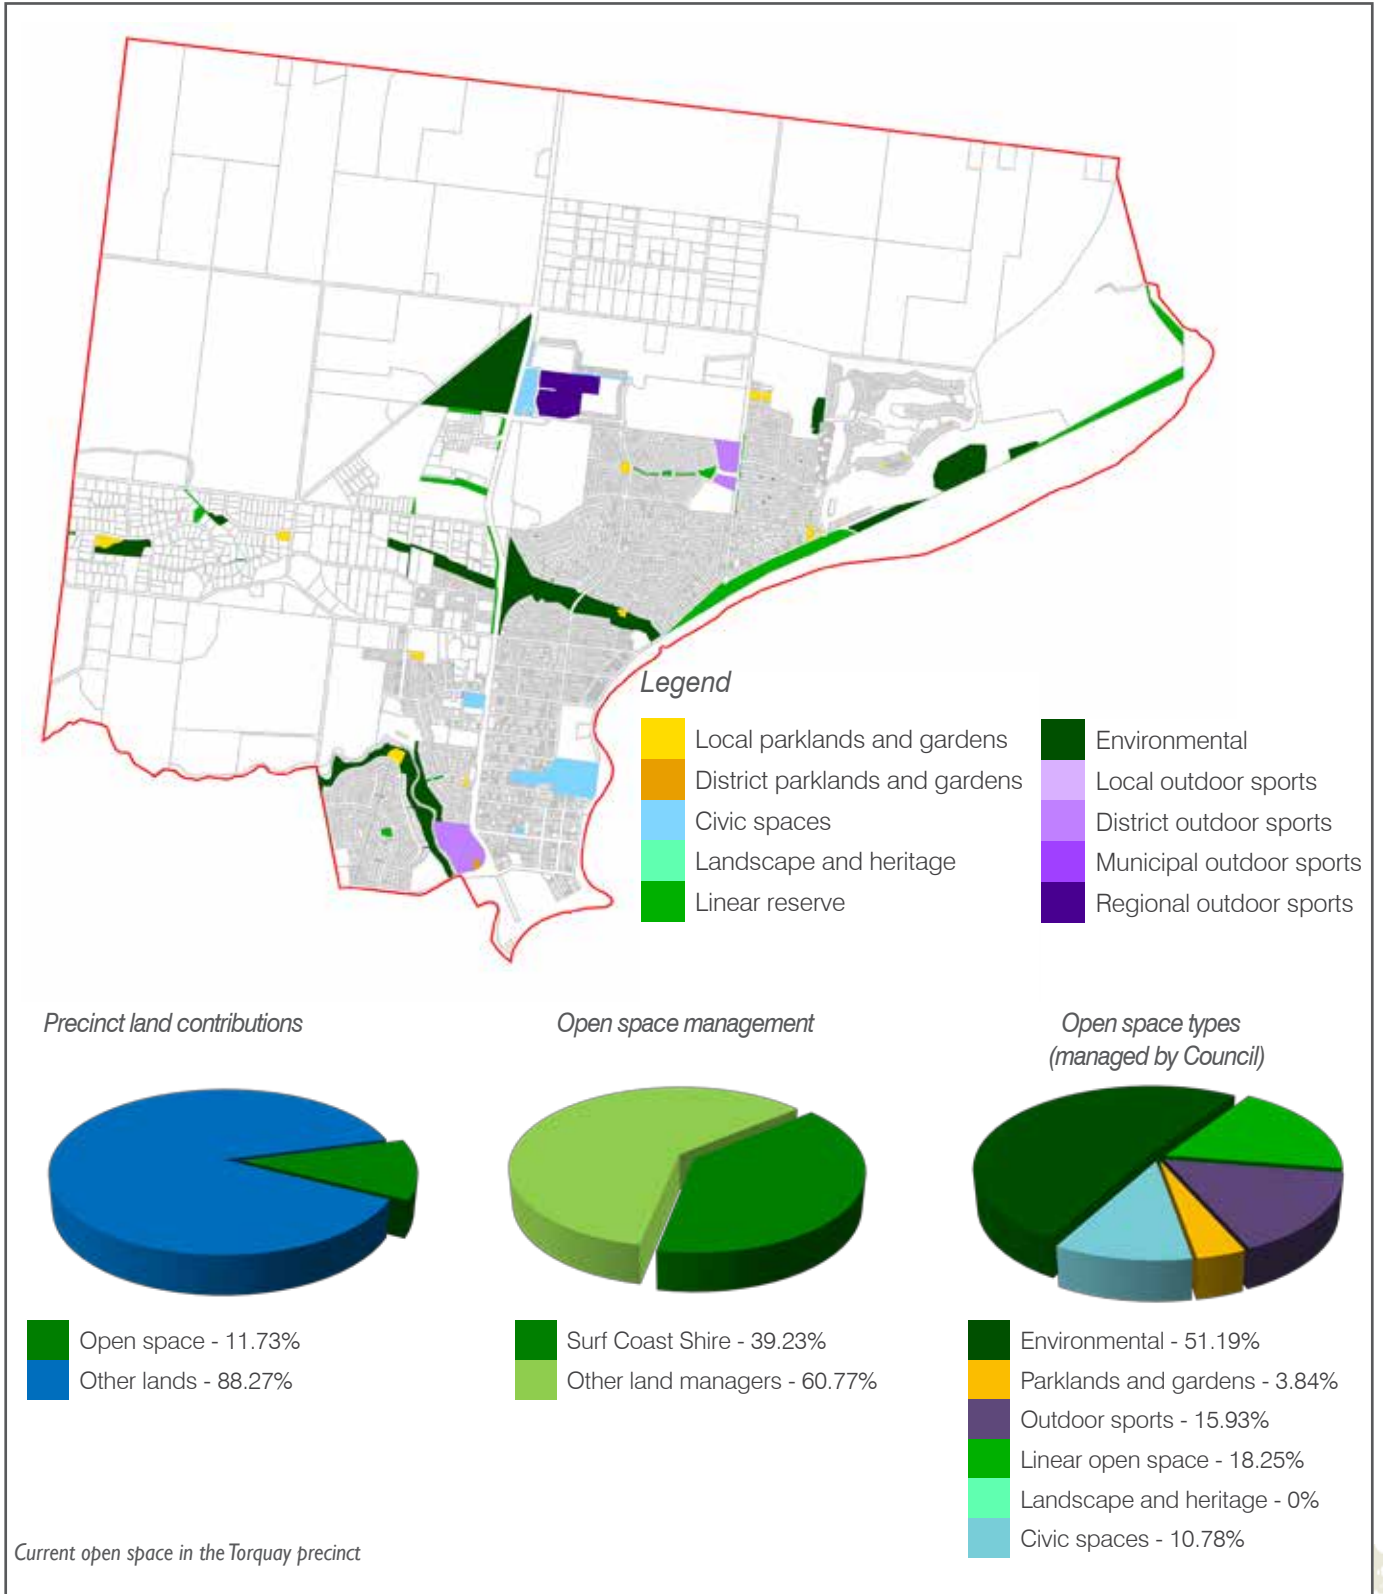 Legend
Local parklands and gardens
District parklands and gardens
Civic spaces
Landscape and heritage
Linear reserve
Environmental
Local outdoor sports
District outdoor sports
Municipal outdoor sports
Regional outdoor sports
Precinct land contributions
Open space - 11.73%
Other lands - 88.27%
Open space management
Surf Coast Shire - 39.23%
Other land managers - 60.77%
Open space types
(managed by Council)
Environmental - 51.19%
Parklands and gardens - 3.84%
Outdoor sports - 15.93%
Linear open space - 18.25%
Landscape and heritage - 0%
Civic spaces - 10.78%
Current open space in the Torquay precinct